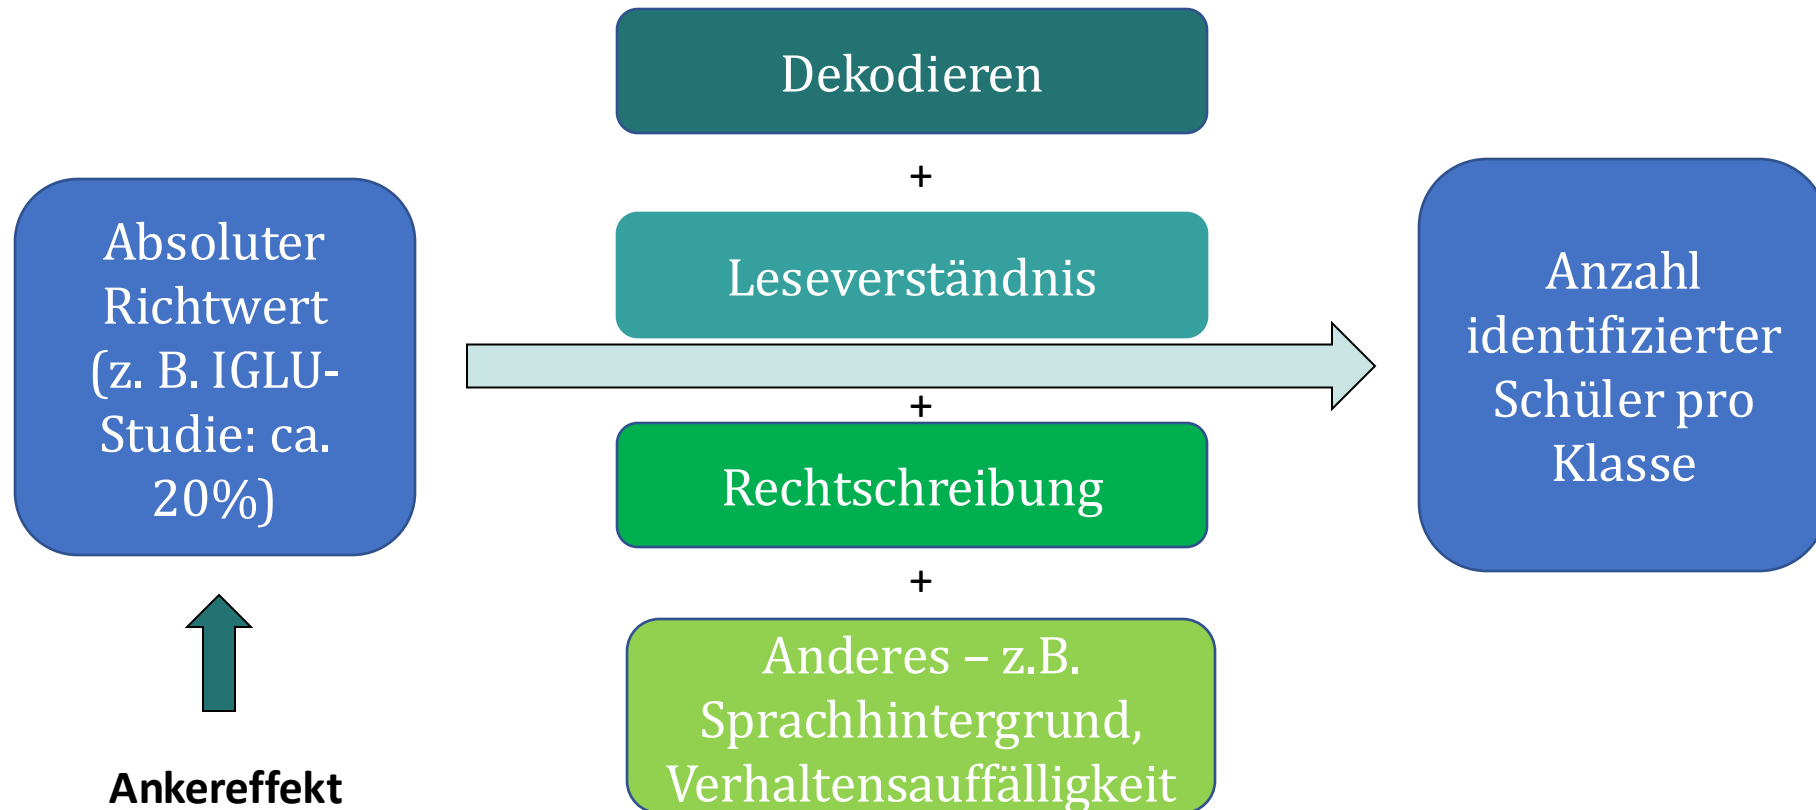 Absoluter
Richtwert
(z. B. IGLU-
Studie: ca.
20%)
Ankereffekt
Dekodieren
+
Leseverständnis
+
Rechtschreibung
+
Anderes – z.B.
Sprachhintergrund,
Verhaltensauffälligkeit
Anzahl
identifizierter
Schüler pro
Klasse